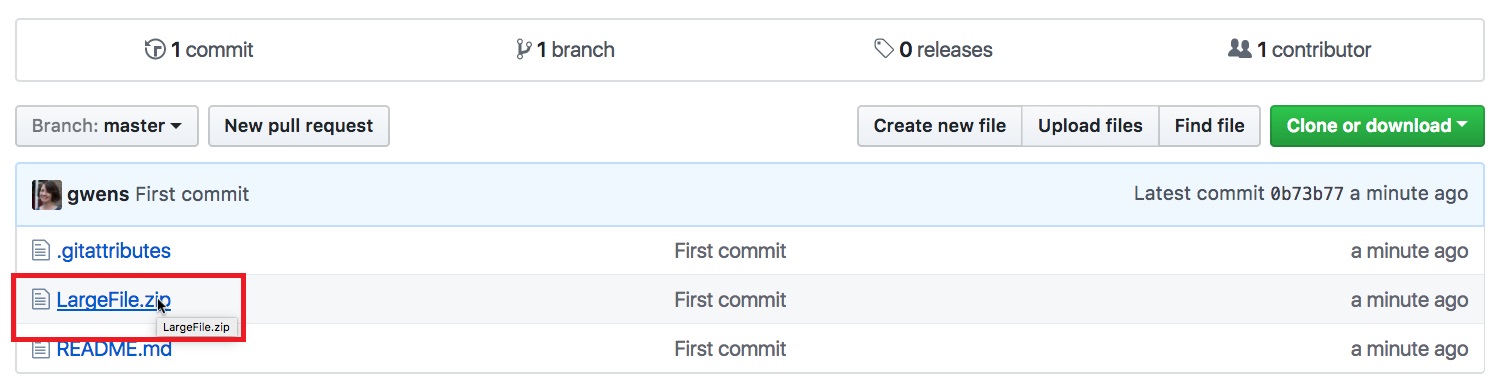 1 commit 1 branch 0 releases 1 contributor
Branch: master New pull request Create new file Upload files Find file Clone or download
gwens First commit Latest commit 0b73b77 a minute ago
.gitattributes First commit a minute ago
LargeFile.zip First commit a minute ago
LargeFile.zip
README.md First commit a minute ago